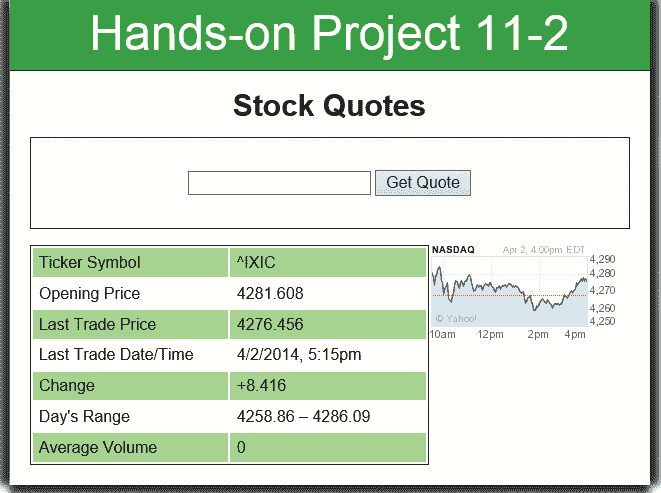 Hands-on Project 11-2
Stock Quotes
Get Quote
Ticker Symbol ^IXIC
Opening Price 4281.608
Last Trade Price 4276.456
Last Trade Date/Time 4/2/2014, 5:15pm
Change +8.416
Day's Range 4258.86 – 4286.09
Average Volume 0
NASDAQ Apr 2, 4:00pm EDT
4,290
4,280
4,270
4,260
4,250
© Yahoo!
10am 12pm 2pm 4pm